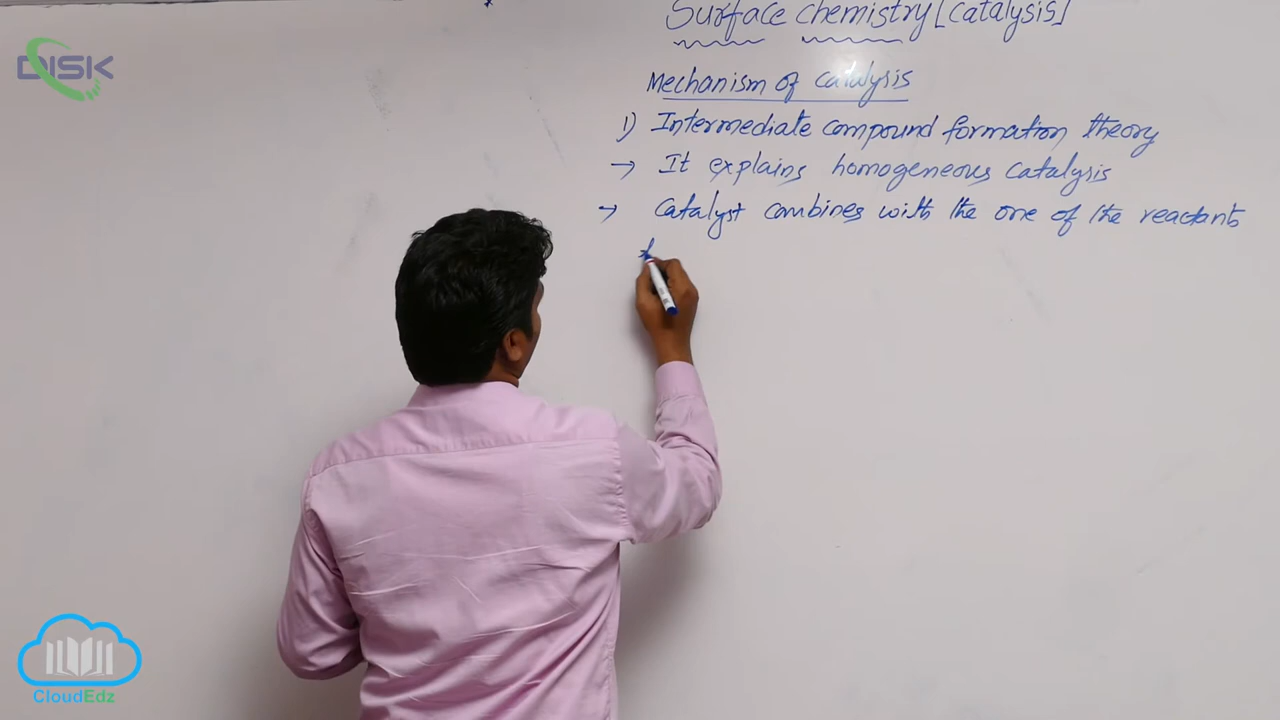 Surface chemistry [catalysis]
DISK
Mechanism of catalysis
1) Intermediate compound formation theory
→ It explains homogeneous catalysis
→ Catalyst combines with the one of the reactants
CloudEdz